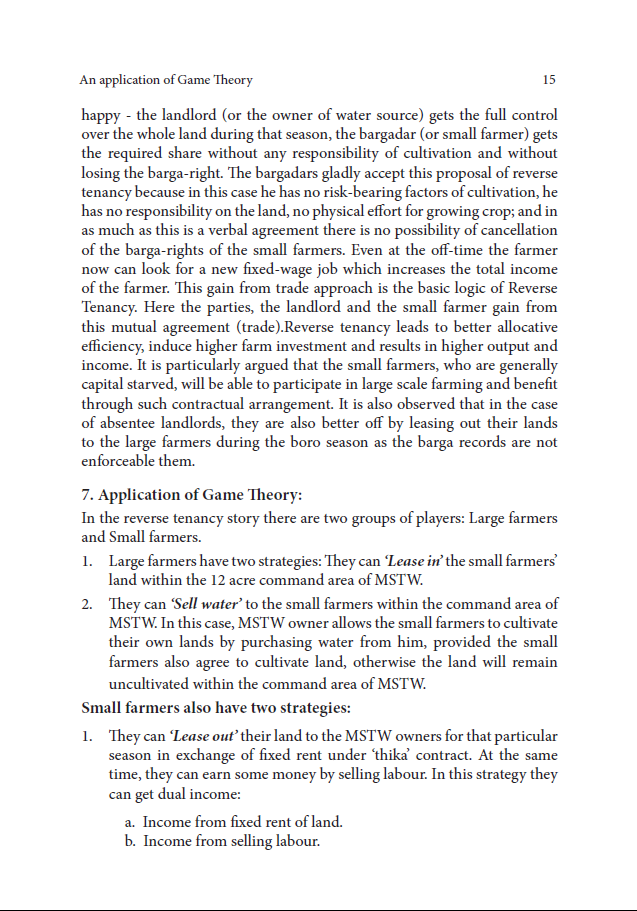 An application of Game Theory 15
happy - the landlord (or the owner of water source) gets the full control
over the whole land during that season, the bargadar (or small farmer) gets
the required share without any responsibility of cultivation and without
losing the barga-right. The bargadars gladly accept this proposal of reverse
tenancy because in this case he has no risk-bearing factors of cultivation, he
has no responsibility on the land, no physical effort for growing crop; and in
as much as this is a verbal agreement there is no possibility of cancellation
of the barga-rights of the small farmers. Even at the off-time the farmer
now can look for a new fixed-wage job which increases the total income
of the farmer. This gain from trade approach is the basic logic of Reverse
Tenancy. Here the parties, the landlord and the small farmer gain from
this mutual agreement (trade).Reverse tenancy leads to better allocative
efficiency, induce higher farm investment and results in higher output and
income. It is particularly argued that the small farmers, who are generally
capital starved, will be able to participate in large scale farming and benefit
through such contractual arrangement. It is also observed that in the case
of absentee landlords, they are also better off by leasing out their lands
to the large farmers during the boro season as the barga records are not
enforceable them.
7. Application of Game Theory:
In the reverse tenancy story there are two groups of players: Large farmers
and Small farmers.
1. Large farmers have two strategies: They can ‘Lease in’ the small farmers’
land within the 12 acre command area of MSTW.
2. They can ‘Sell water’ to the small farmers within the command area of
MSTW. In this case, MSTW owner allows the small farmers to cultivate
their own lands by purchasing water from him, provided the small
farmers also agree to cultivate land, otherwise the land will remain
uncultivated within the command area of MSTW.
Small farmers also have two strategies:
1. They can ‘Lease out’ their land to the MSTW owners for that particular
season in exchange of fixed rent under ‘thika’ contract. At the same
time, they can earn some money by selling labour. In this strategy they
can get dual income:
a. Income from fixed rent of land.
b. Income from selling labour.